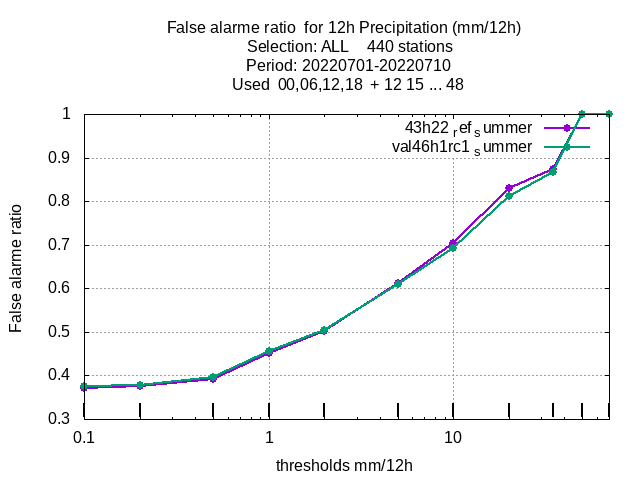 False alarme ratio  for 12h Precipitation (mm/12h)
Selection: ALL    440 stations
Period: 20220701-20220710
Used  00,06,12,18  + 12 15 ... 48
43h22 ref summer
val46h1rc1 summer
1
0.9
0.8
0.7
0.6
0.5
0.4
0.3
False alarme ratio
0.1 1 10
thresholds mm/12h